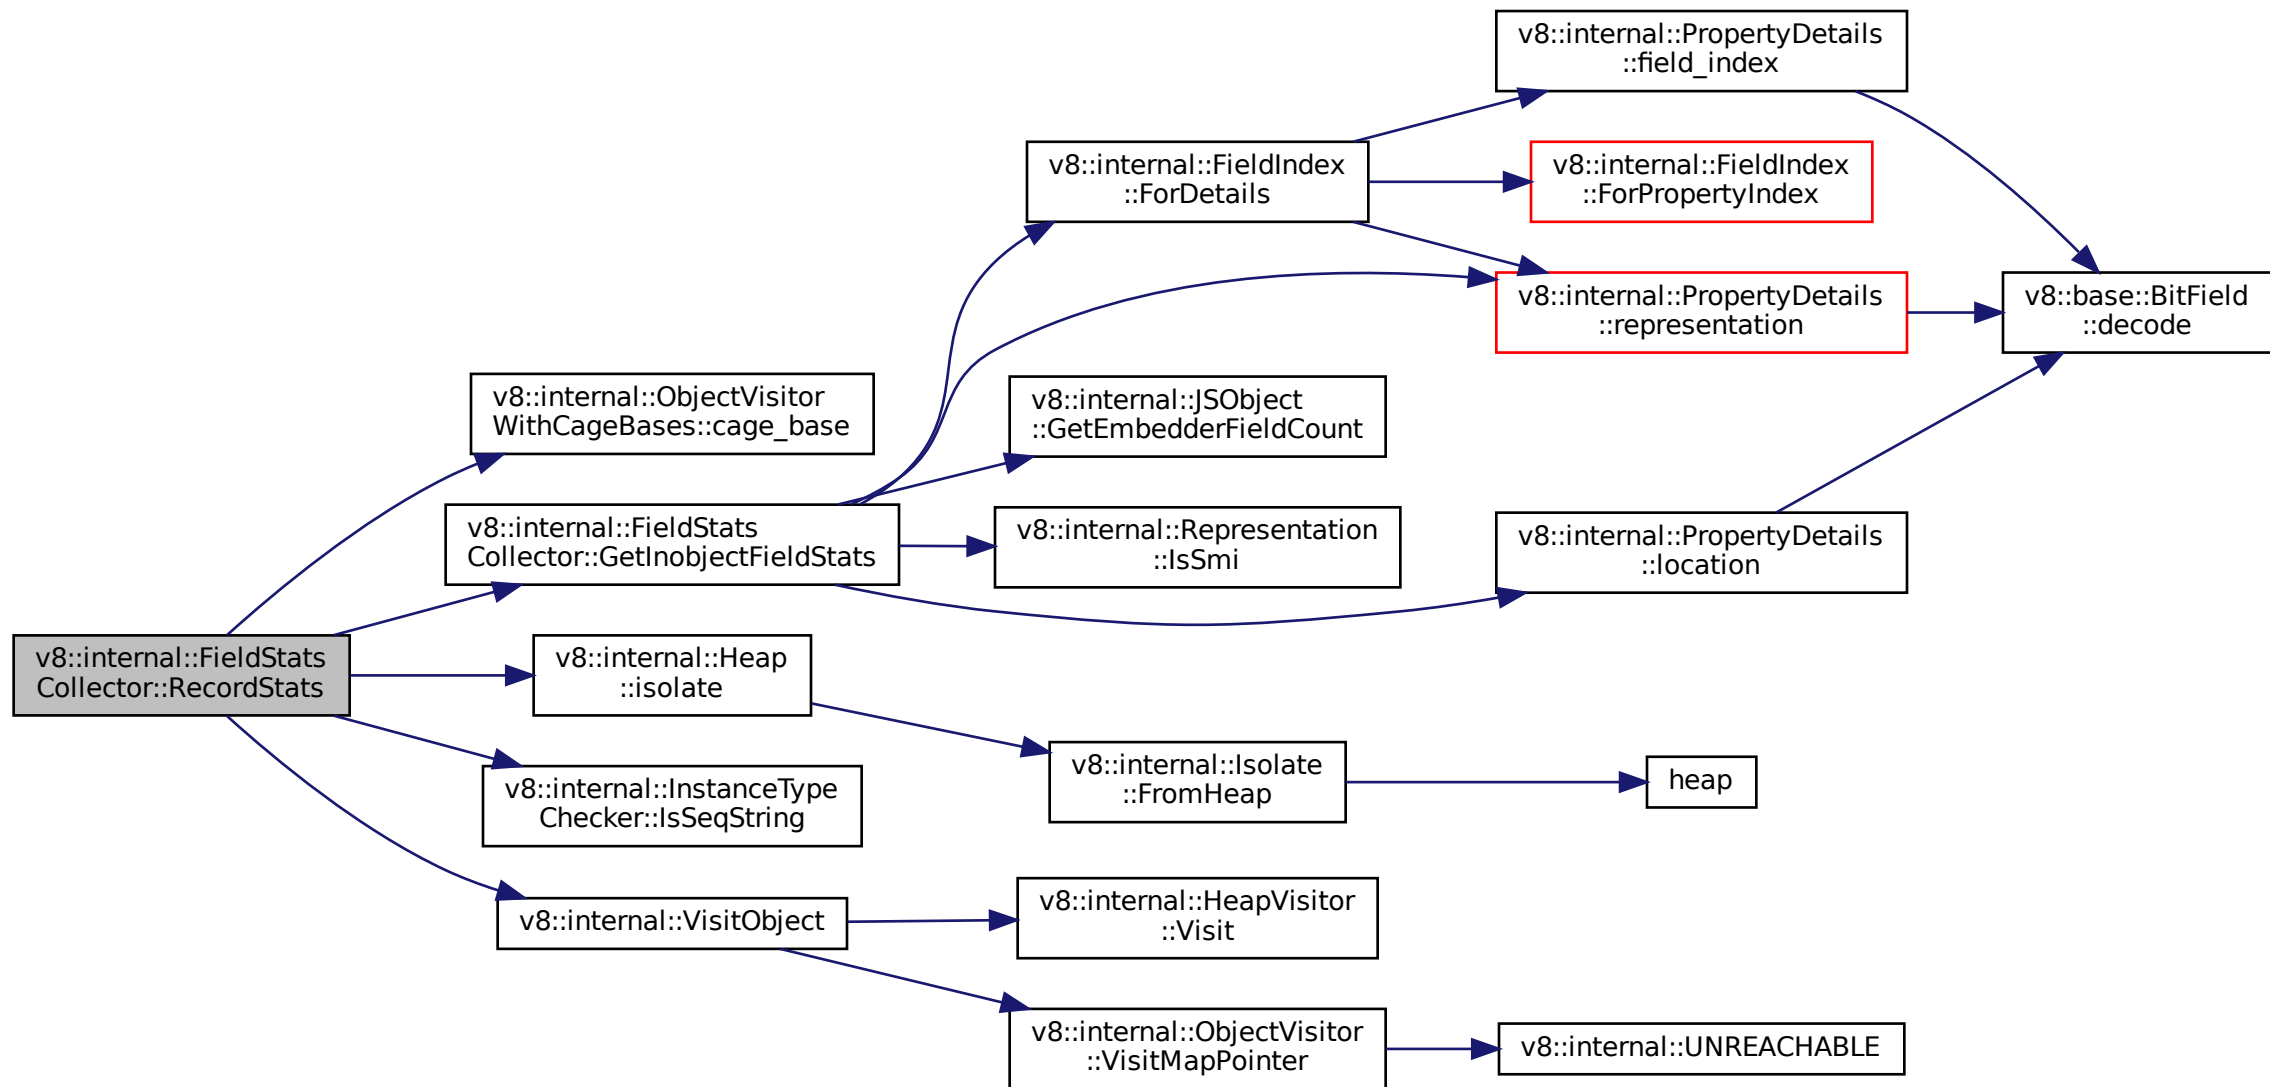 v8::internal::PropertyDetails
::field_index
v8::internal::FieldIndex
::ForDetails
v8::internal::FieldIndex
::ForPropertyIndex
v8::internal::PropertyDetails
::representation
v8::base::BitField
::decode
v8::internal::ObjectVisitor
WithCageBases::cage_base
v8::internal::JSObject
::GetEmbedderFieldCount
v8::internal::FieldStats
Collector::GetInobjectFieldStats
v8::internal::Representation
::IsSmi
v8::internal::PropertyDetails
::location
v8::internal::FieldStats
Collector::RecordStats
v8::internal::Heap
::isolate
v8::internal::Isolate
::FromHeap
heap
v8::internal::InstanceType
Checker::IsSeqString
v8::internal::VisitObject
v8::internal::HeapVisitor
::Visit
v8::internal::ObjectVisitor
::VisitMapPointer
v8::internal::UNREACHABLE